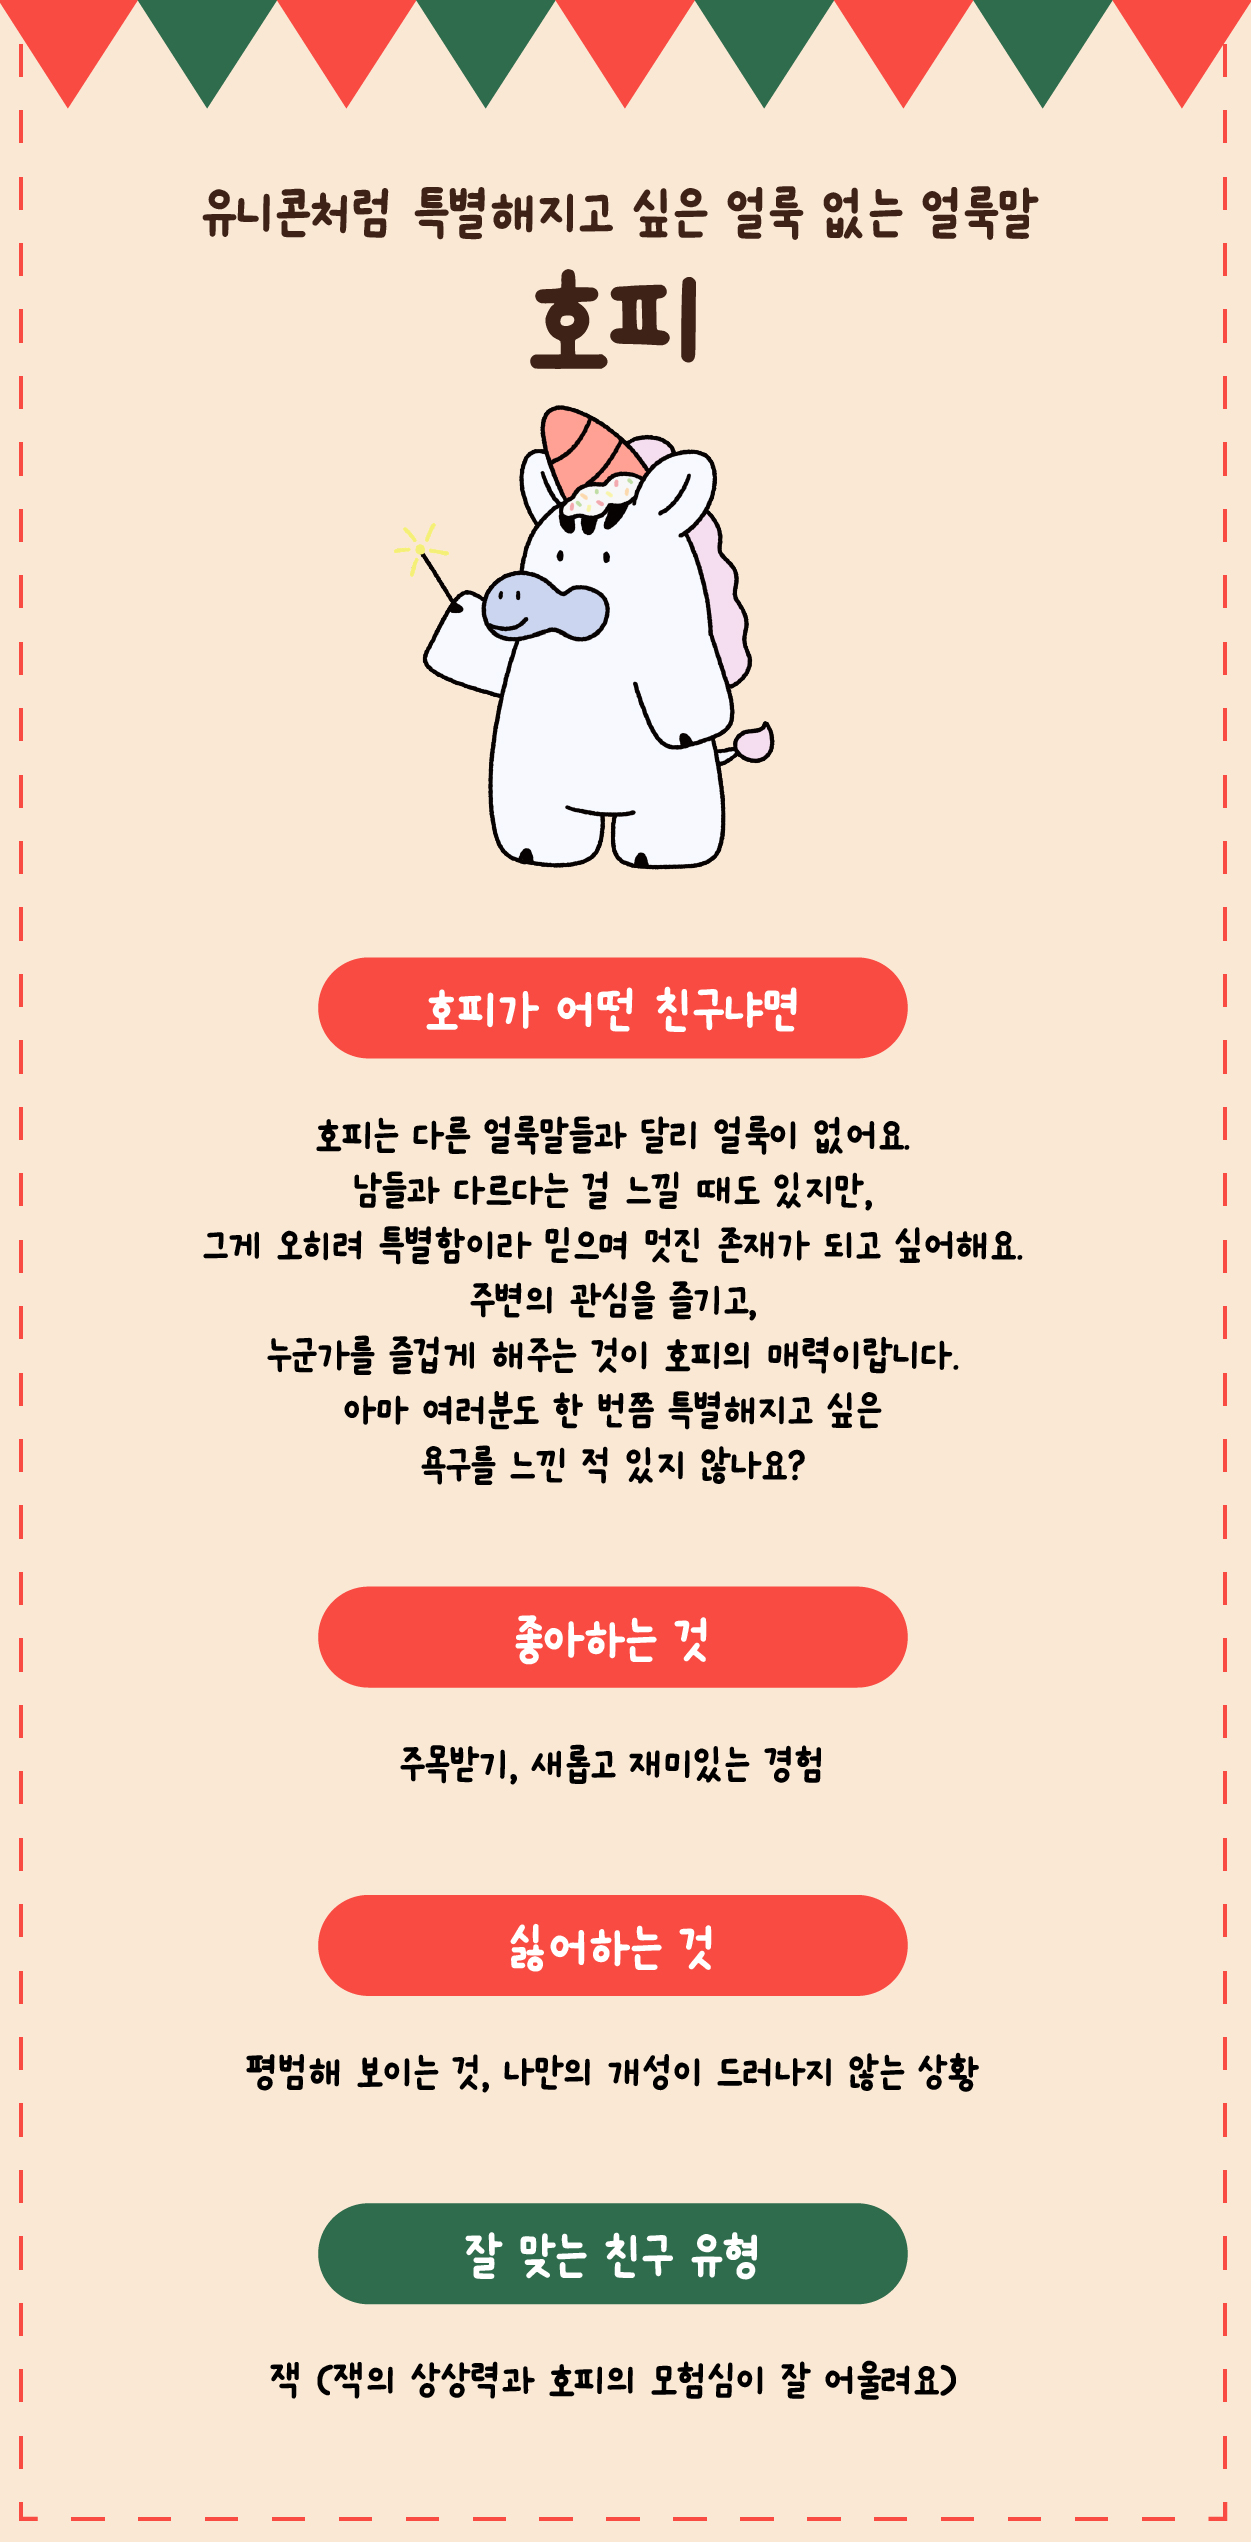 유니콘처럼 특별해지고 싶은 얼룩 없는 얼룩말
호피
호피가 어떤 친구냐면
호피는 다른 얼룩말들과 달리 얼룩이 없어요.
남들과 다르다는 걸 느낄 때도 있지만,
그게 오히려 특별함이라 믿으며 멋진 존재가 되고 싶어해요.
주변의 관심을 즐기고,
누군가를 즐겁게 해주는 것이 호피의 매력이랍니다.
아마 여러분도 한 번쯤 특별해지고 싶은
욕구를 느낀 적 있지 않나요?
좋아하는 것
주목받기, 새롭고 재미있는 경험
싫어하는 것
평범해 보이는 것, 나만의 개성이 드러나지 않는 상황
잘 맞는 친구 유형
잭 (잭의 상상력과 호피의 모험심이 잘 어울려요)